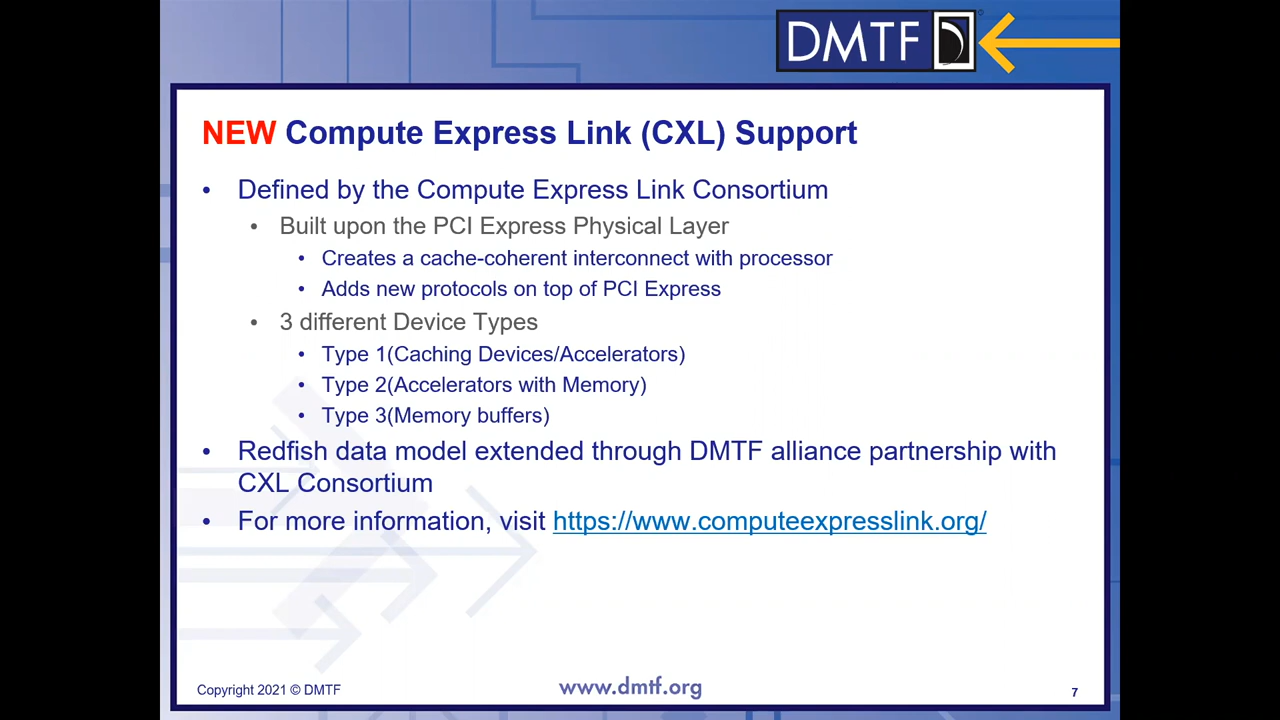 DMTF
NEW Compute Express Link (CXL) Support
• Defined by the Compute Express Link Consortium
• Built upon the PCI Express Physical Layer
• Creates a cache-coherent interconnect with processor
• Adds new protocols on top of PCI Express
• 3 different Device Types
• Type 1(Caching Devices/Accelerators)
• Type 2(Accelerators with Memory)
• Type 3(Memory buffers)
• Redfish data model extended through DMTF alliance partnership with
CXL Consortium
• For more information, visit https://www.computeexpresslink.org/
Copyright 2021 © DMTF
www.dmtf.org
7